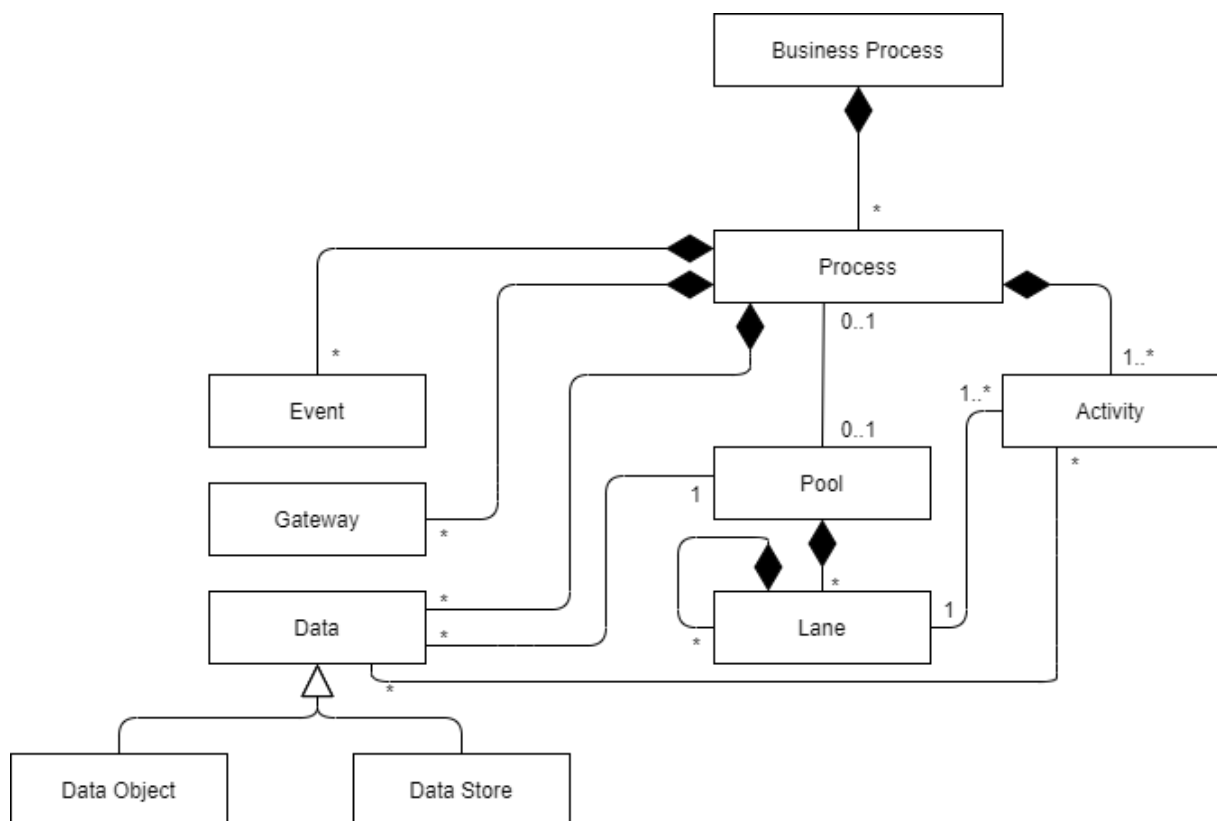 Business Process
*
Process
0..1
*
1..*
Event
1..*
Activity
0..1
*
Pool
1
Gateway
*
*
*
Data
*
Lane
1
*
*
Data Object
Data Store